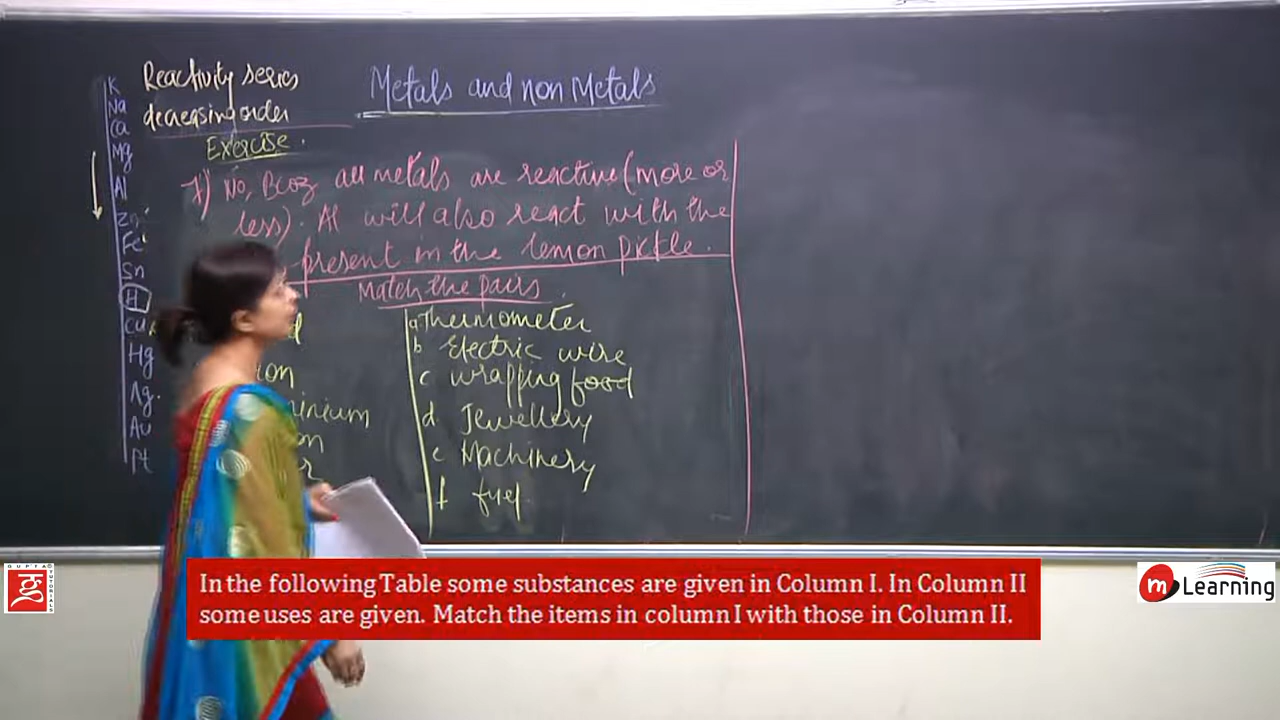 Reactivity series
decreasing order
Metals and non Metals
K
Na
Ca
Mg
Al
Zn
Fe
Sn
H
Cu
Hg
Ag
Au
Pt
Exercise
7) No, Bcoz all metals are reactive (more or
less). Al will also react with the
present in the lemon pickle.
Match the pairs
a Thermometer
b Electric wire
c wrapping food
d. Jewellery
e Machinery
f fuel
In the following Table some substances are given in Column I. In Column II
some uses are given. Match the items in column I with those in Column II.
GUPTA
TUTORIALS
m Learning